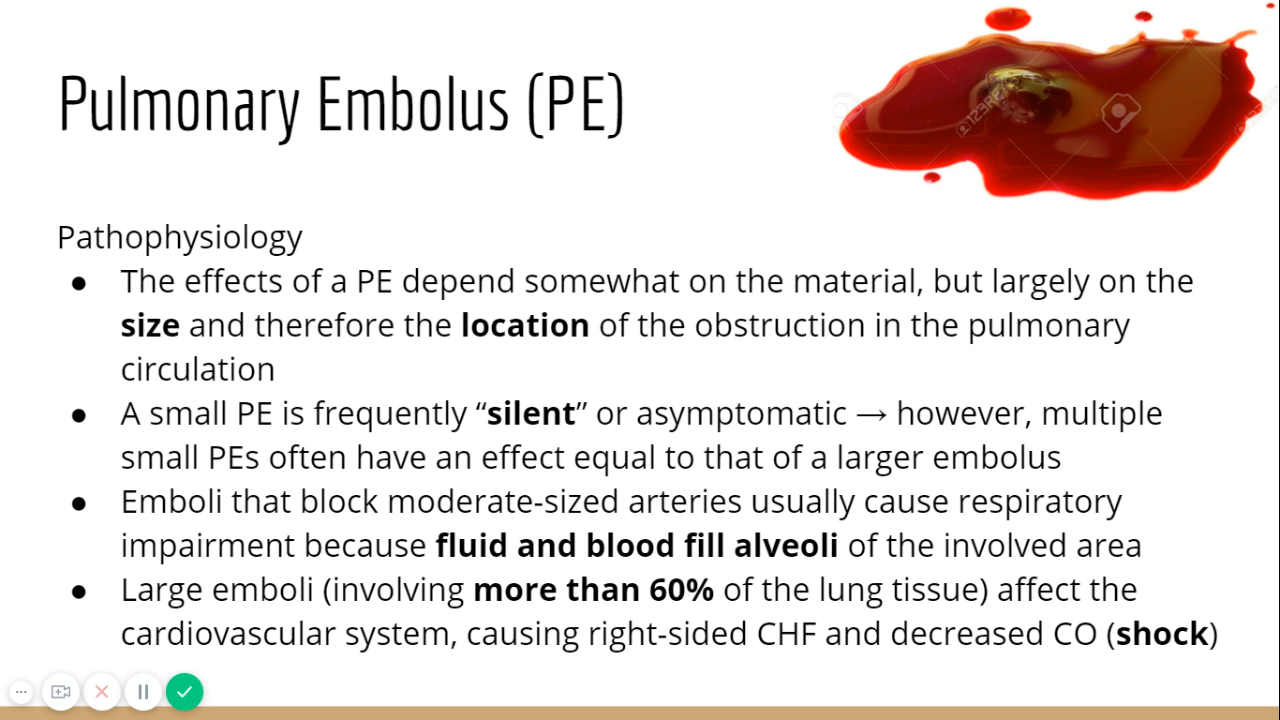 Pulmonary Embolus (PE)
123RF
Pathophysiology
● The effects of a PE depend somewhat on the material, but largely on the
size and therefore the location of the obstruction in the pulmonary
circulation
● A small PE is frequently “silent” or asymptomatic → however, multiple
small PEs often have an effect equal to that of a larger embolus
● Emboli that block moderate-sized arteries usually cause respiratory
impairment because fluid and blood fill alveoli of the involved area
● Large emboli (involving more than 60% of the lung tissue) affect the
cardiovascular system, causing right-sided CHF and decreased CO (shock)